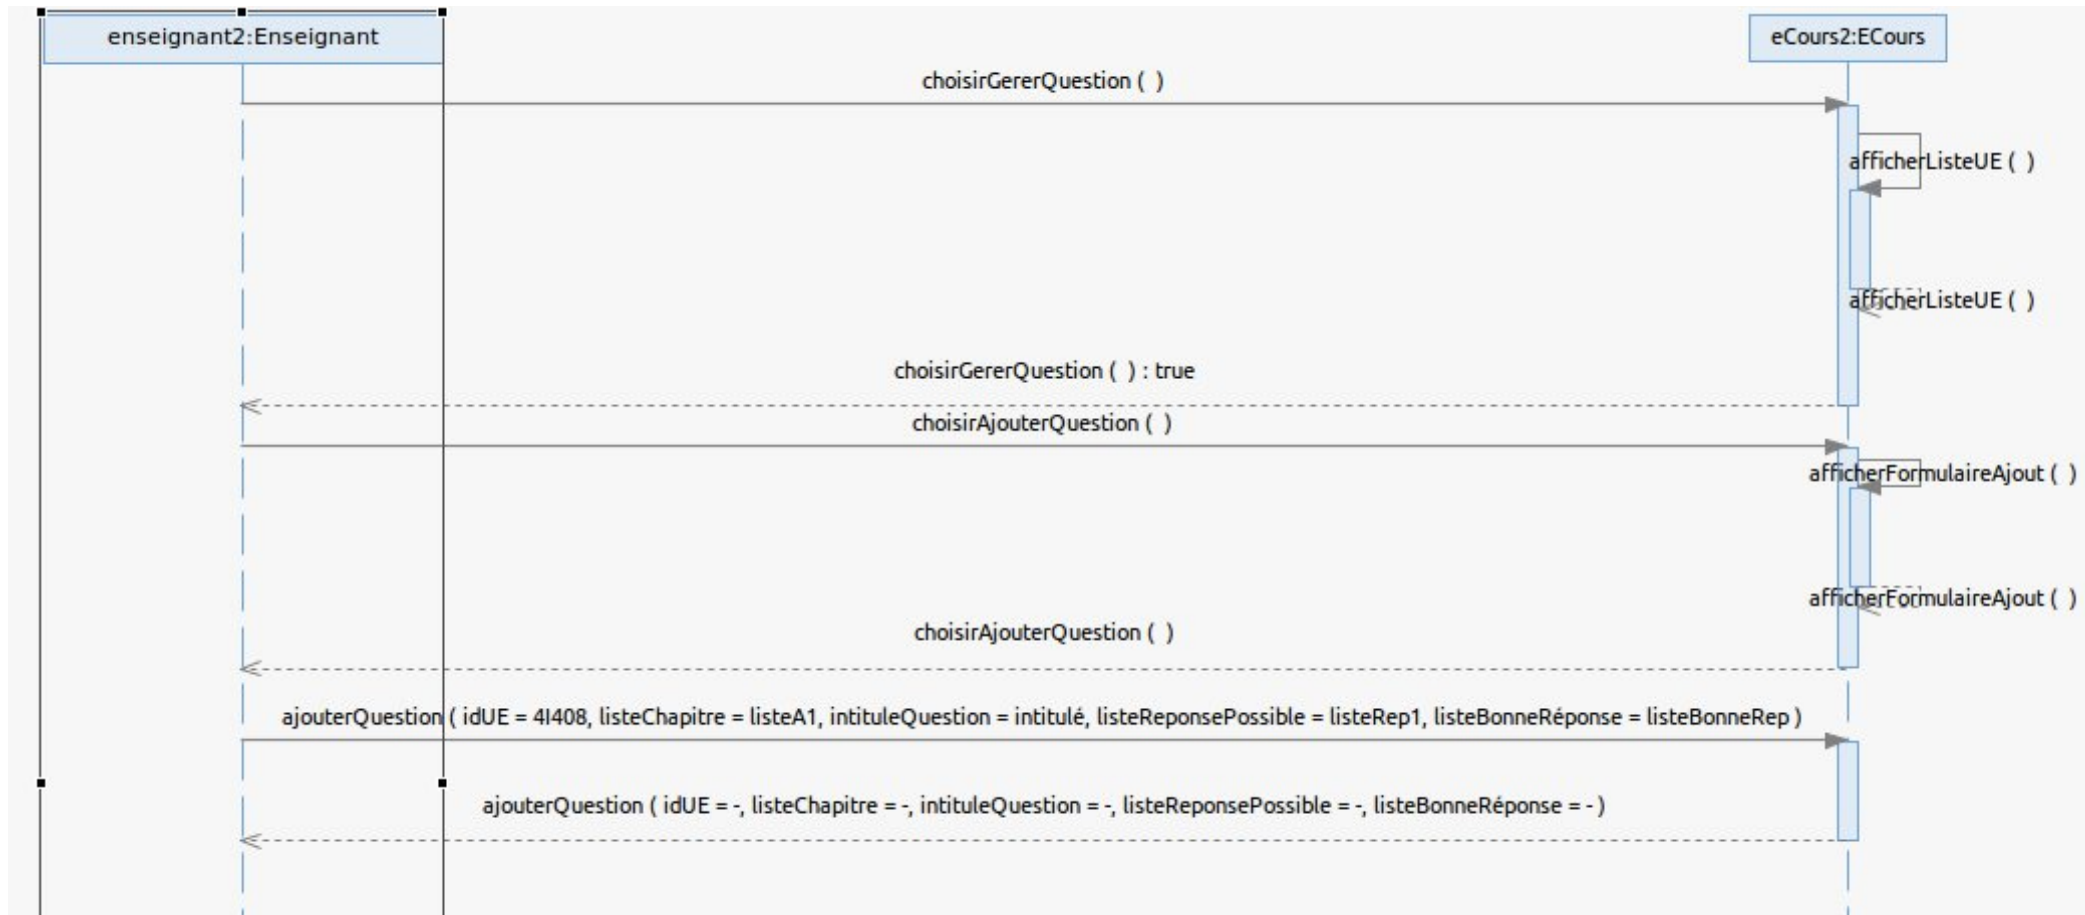 enseignant2:Enseignant
eCours2:ECours
choisirGererQuestion ( )
afficherListeUE ( )
afficherListeUE ( )
choisirGererQuestion ( ) : true
choisirAjouterQuestion ( )
afficherFormulaireAjout ( )
afficherFormulaireAjout ( )
choisirAjouterQuestion ( )
ajouterQuestion ( idUE = 4I408, listeChapitre = listeA1, intituleQuestion = intitulé, listeReponsePossible = listeRep1, listeBonneRéponse = listeBonneRep )
ajouterQuestion ( idUE = -, listeChapitre = -, intituleQuestion = -, listeReponsePossible = -, listeBonneRéponse = - )